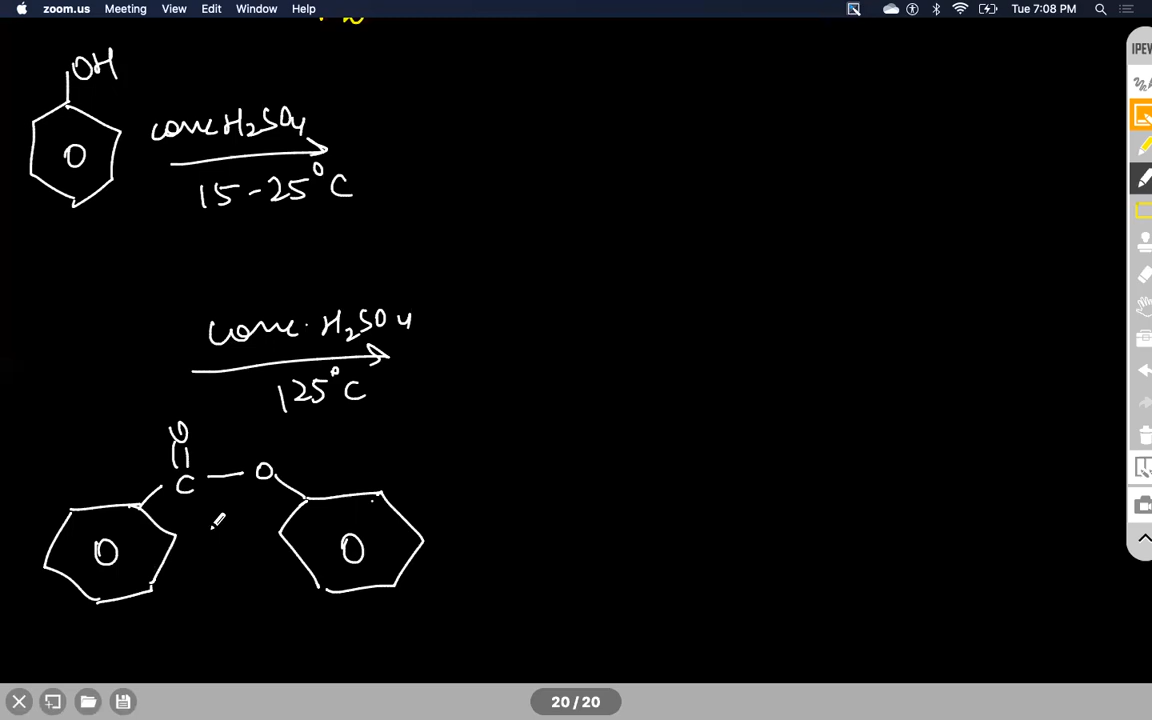 zoom.us Meeting View Edit Window Help Tue 7:08 PM
IPEV
OH
conc H₂SO₄
15-25°C
conc. H₂SO₄
125°C
O
C — O
20 / 20